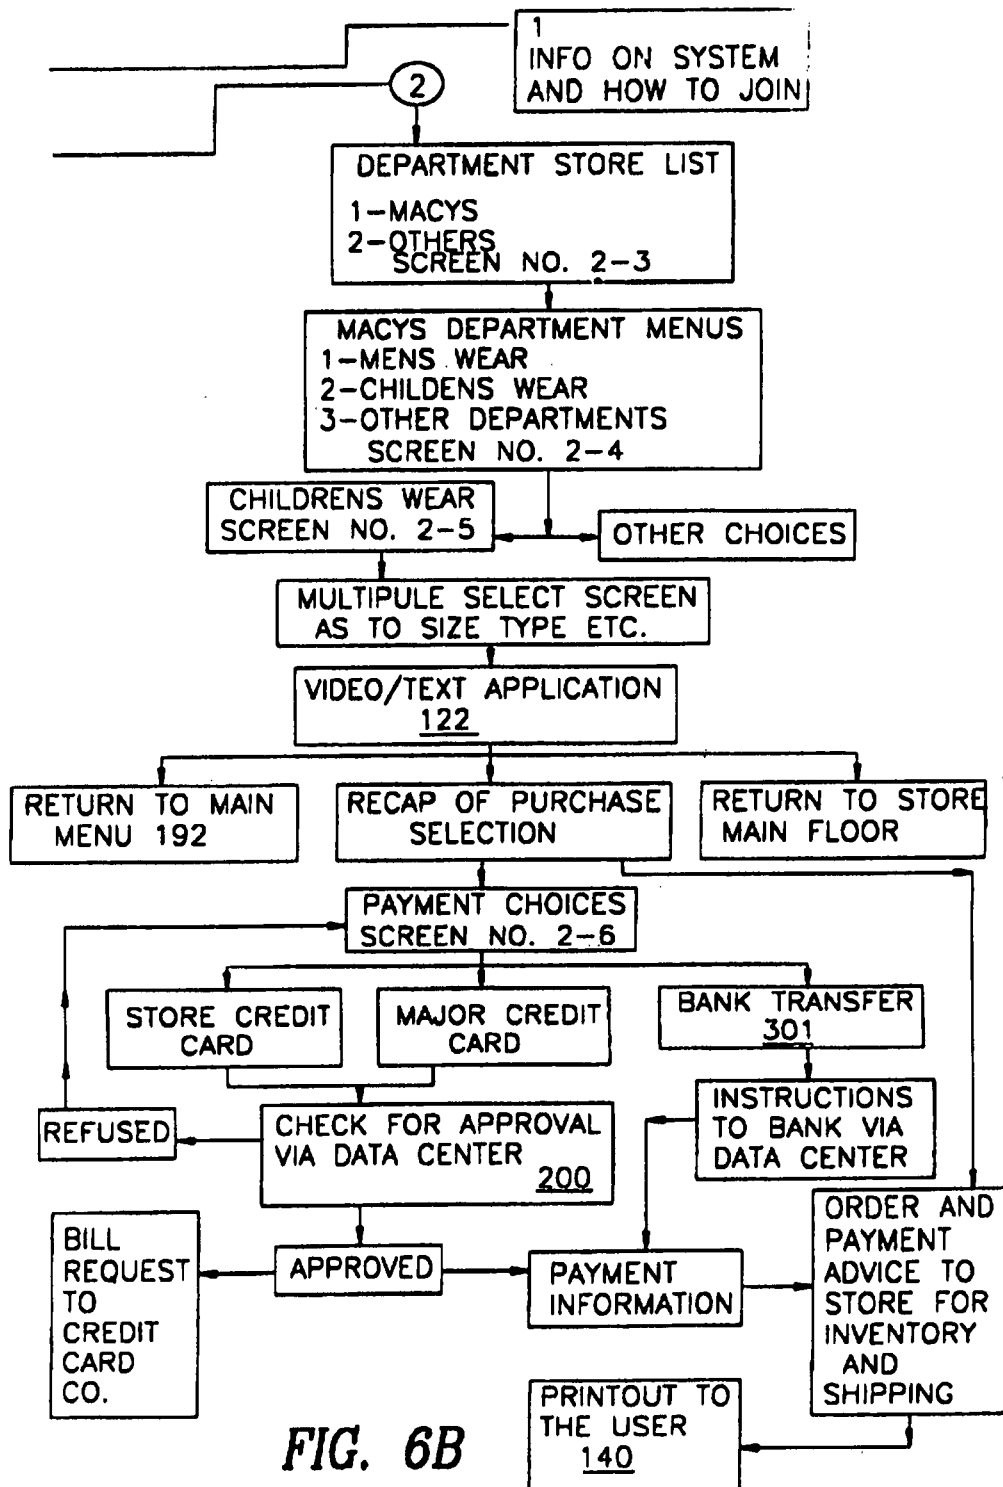 1
INFO ON SYSTEM
AND HOW TO JOIN
2
DEPARTMENT STORE LIST
1-MACYS
2-OTHERS
SCREEN NO. 2-3
MACYS DEPARTMENT MENUS
1-MENS WEAR
2-CHILDENS WEAR
3-OTHER DEPARTMENTS
SCREEN NO. 2-4
CHILDRENS WEAR
SCREEN NO. 2-5
OTHER CHOICES
MULTIPULE SELECT SCREEN
AS TO SIZE TYPE ETC.
VIDEO/TEXT APPLICATION
122
RETURN TO MAIN
MENU 192
RECAP OF PURCHASE
SELECTION
RETURN TO STORE
MAIN FLOOR
PAYMENT CHOICES
SCREEN NO. 2-6
STORE CREDIT
CARD
MAJOR CREDIT
CARD
BANK TRANSFER
301
REFUSED
CHECK FOR APPROVAL
VIA DATA CENTER
200
INSTRUCTIONS
TO BANK VIA
DATA CENTER
BILL
REQUEST
TO
CREDIT
CARD
CO.
APPROVED
PAYMENT
INFORMATION
ORDER AND
PAYMENT
ADVICE TO
STORE FOR
INVENTORY
AND
SHIPPING
PRINTOUT TO
THE USER
140
FIG. 6B